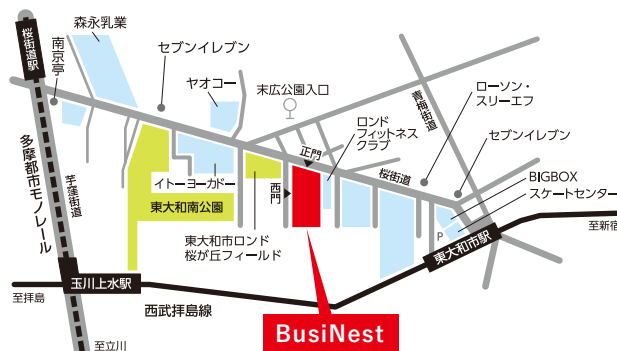 桜街道駅
南京亭
森永乳業
セブンイレブン
ヤオコー
末広公園入口
青梅街道
ローソン・
スリーエフ
ロンド
フィットネス
クラブ
セブンイレブン
正門
桜街道
BIGBOX
スケートセンター
多摩都市モノレール
芋窪街道
イトーヨーカドー
西門
東大和南公園
東大和市ロンド
桜が丘フィールド
P
東大和市駅
至新宿
玉川上水駅
至拝島
西武拝島線
BusiNest
至立川